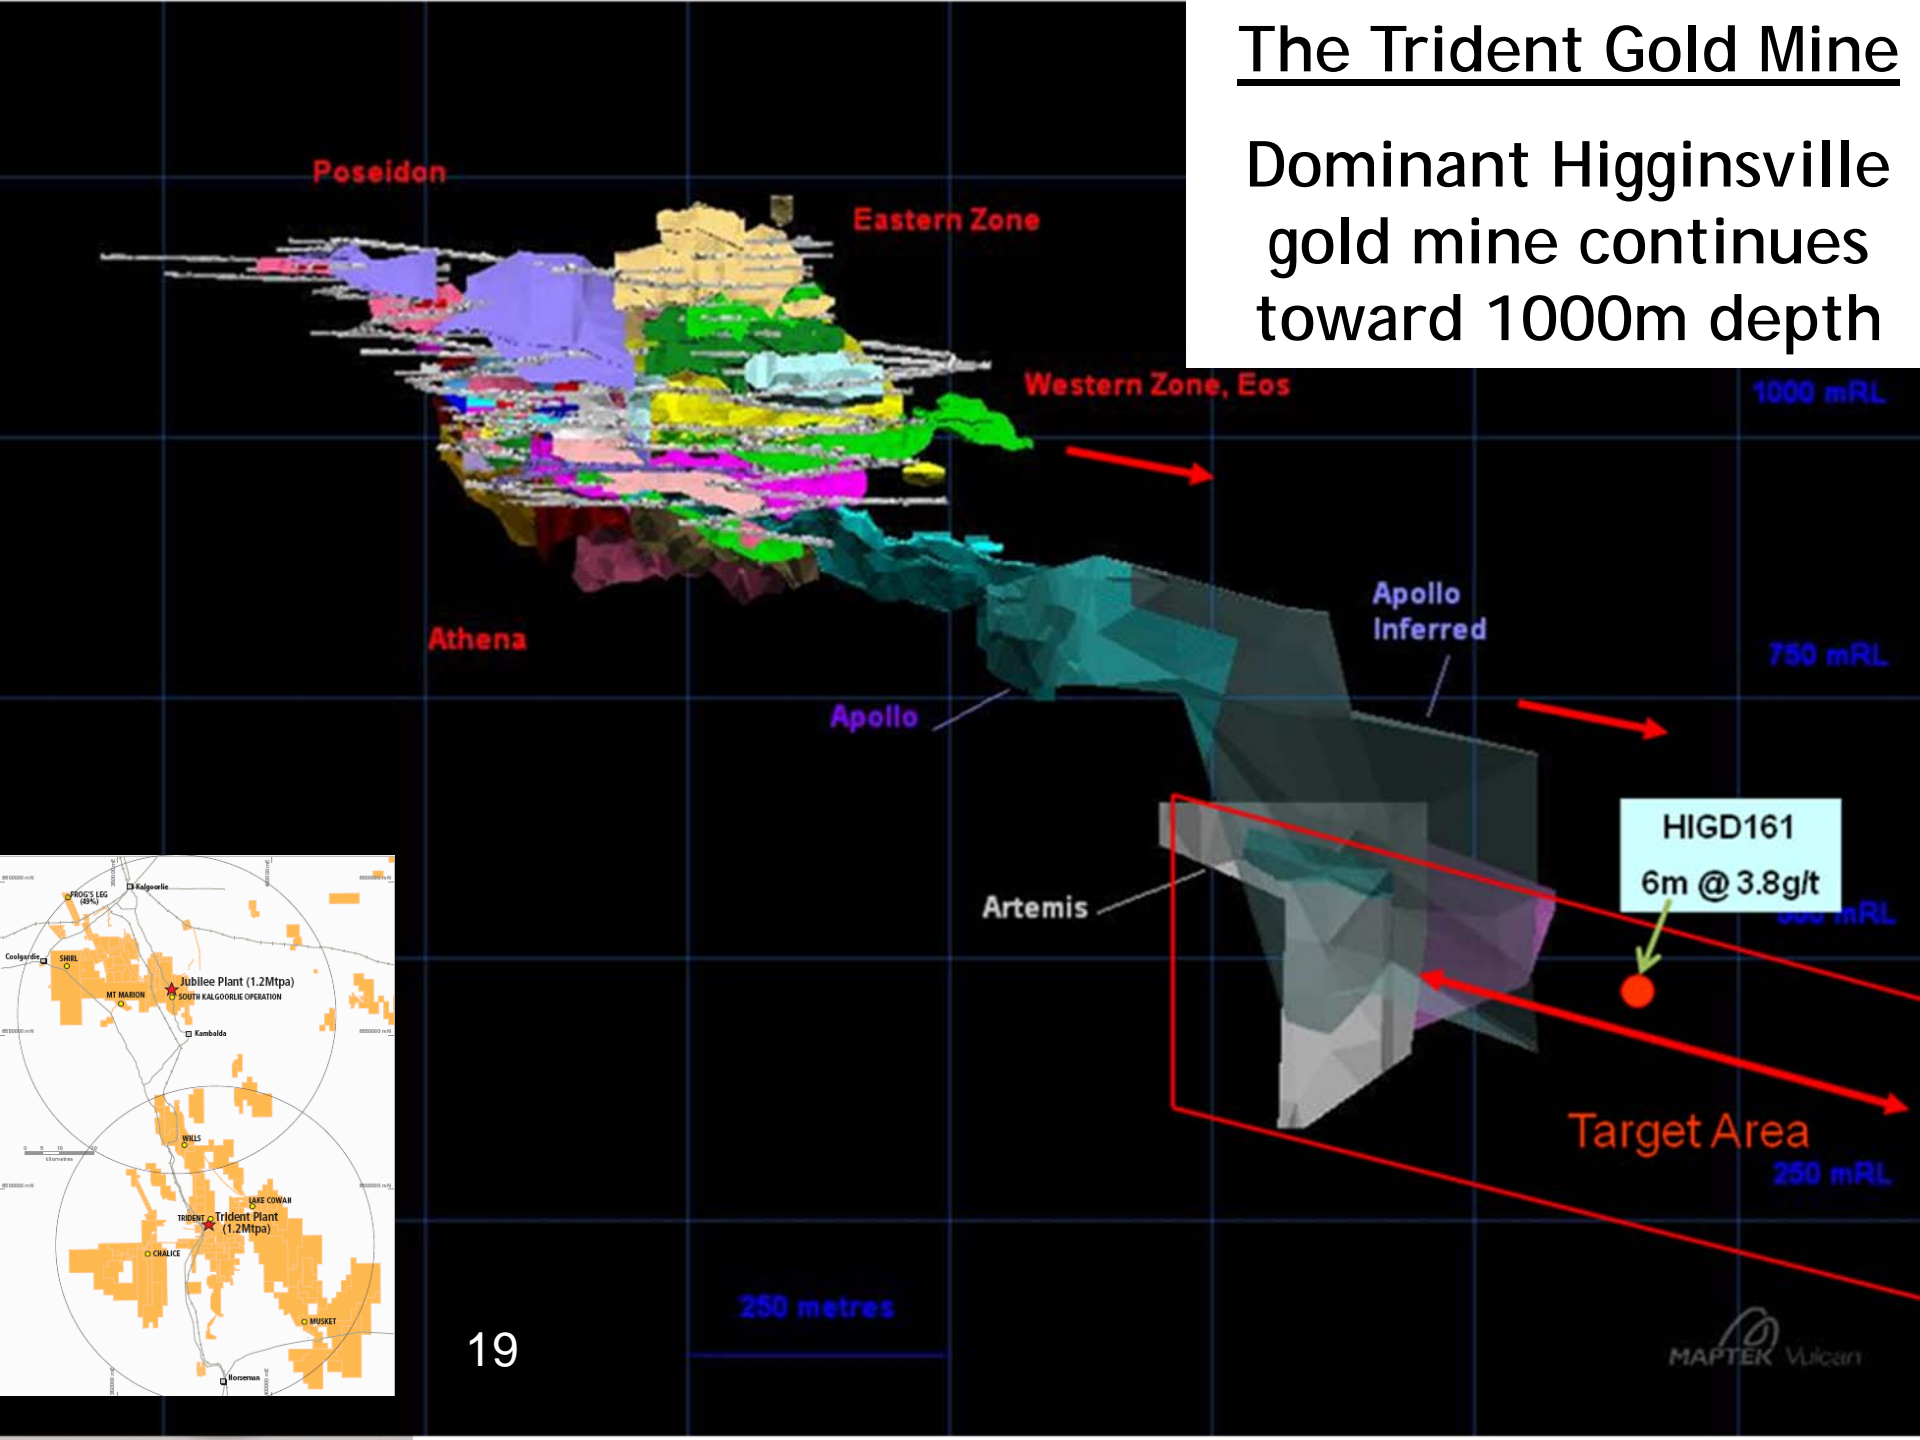 The Trident Gold Mine
Dominant Higginsville
gold mine continues
toward 1000m depth
Poseidon
Eastern Zone
Western Zone, Eos
1000 mRL
Apollo
Inferred
Athena
750 mRL
Apollo
HIGD161
6m @ 3.8g/t
Artemis
mRL
Target Area
250 mRL
250 metres
19
MAPTEK Vulcan
Kalgoorlie
FROG'S LEG
(49%)
Coolgardie
SHIRL
Jubilee Plant (1.2Mtpa)
MT MARION
SOUTH KALGOORLIE OPERATION
Kambalda
WILLS
kilometres
LAKE COWAN
TRIDENT
Trident Plant
(1.2Mtpa)
CHALICE
MUSKET
Norseman